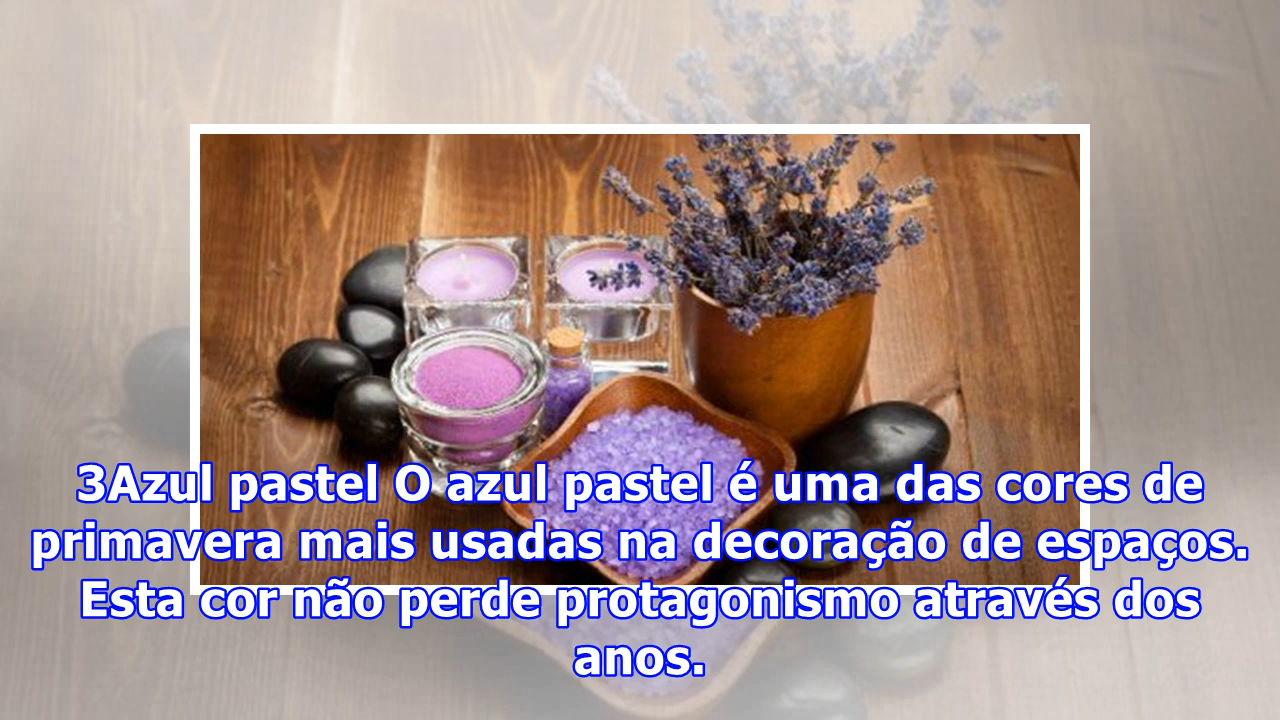 3Azul pastel O azul pastel é uma das cores de
primavera mais usadas na decoração de espaços.
Esta cor não perde protagonismo através dos
anos.